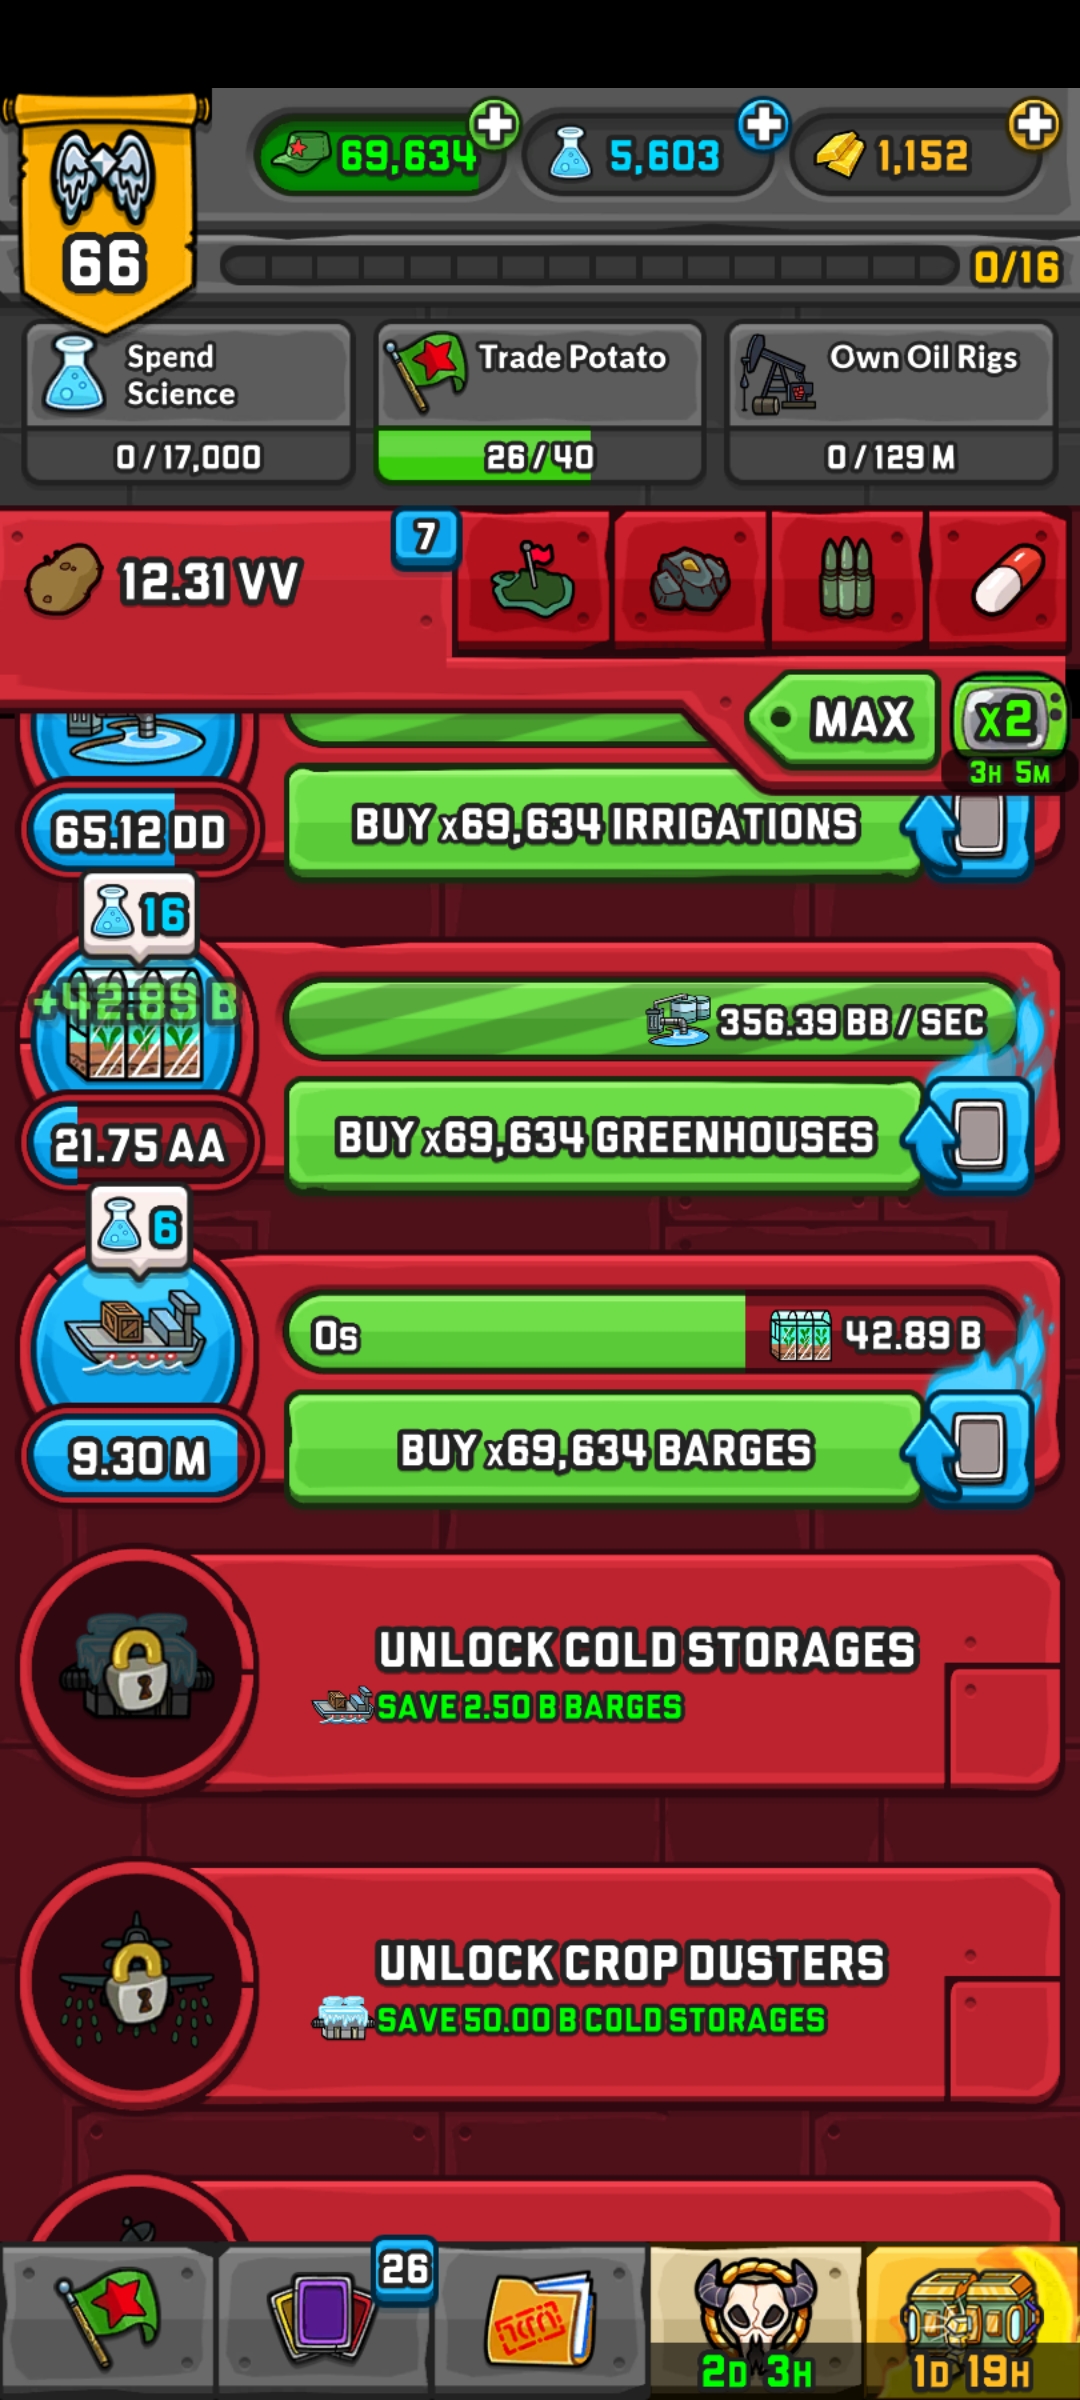 69,634
5,603
1,152
66
0/16
Spend
Science
0 / 17,000
Trade Potato
26 / 40
Own Oil Rigs
0 / 129 M
12.31 VV
7
MAX
x2
3H 5M
65.12 DD
BUY x69,634 IRRIGATIONS
16
+42.89 B
356.39 BB / SEC
21.75 AA
BUY x69,634 GREENHOUSES
6
0s
42.89 B
9.30 M
BUY x69,634 BARGES
UNLOCK COLD STORAGES
SAVE 2.50 B BARGES
UNLOCK CROP DUSTERS
SAVE 50.00 B COLD STORAGES
26
2D 3H
1D 19H